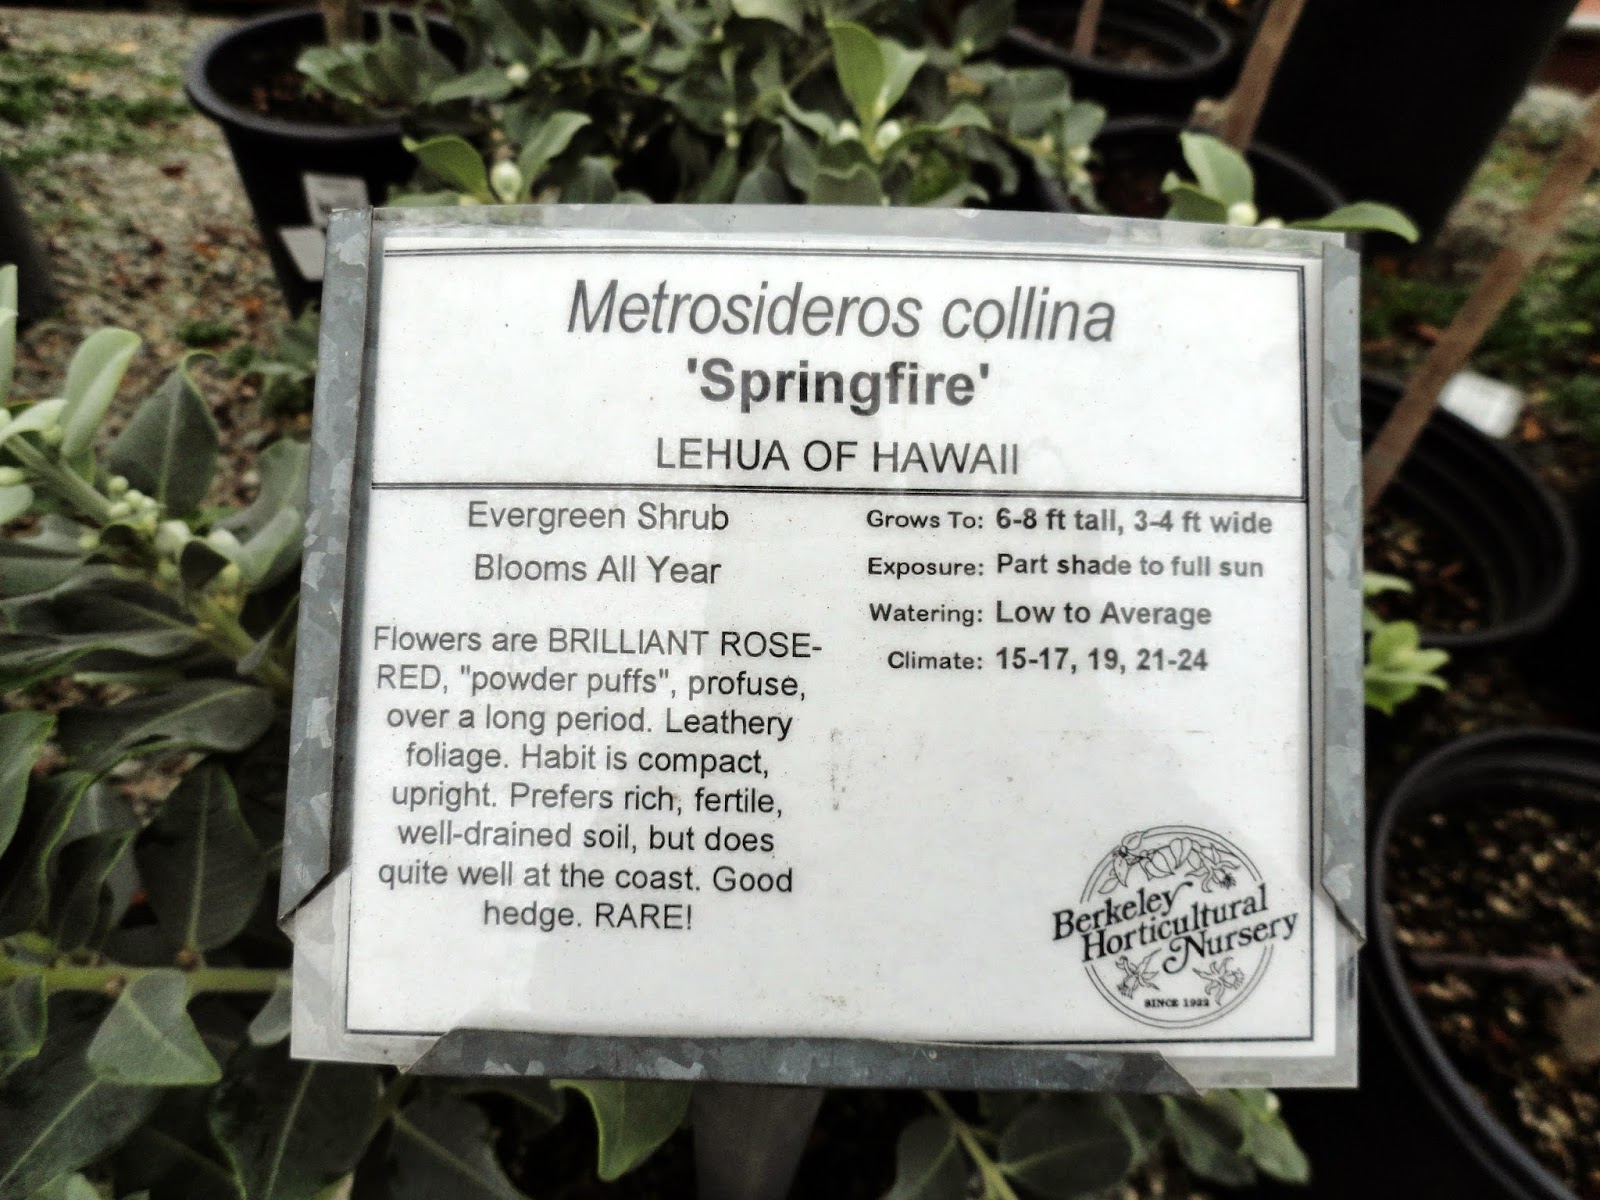 Metrosideros collina
'Springfire'
LEHUA OF HAWAII
Evergreen Shrub
Blooms All Year
Flowers are BRILLIANT ROSE-
RED, "powder puffs", profuse,
over a long period. Leathery
foliage. Habit is compact,
upright. Prefers rich, fertile,
well-drained soil, but does
quite well at the coast. Good
hedge. RARE!
Grows To: 6-8 ft tall, 3-4 ft wide
Exposure: Part shade to full sun
Watering: Low to Average
Climate: 15-17, 19, 21-24
Berkeley
Horticultural
Nursery
SINCE 1922